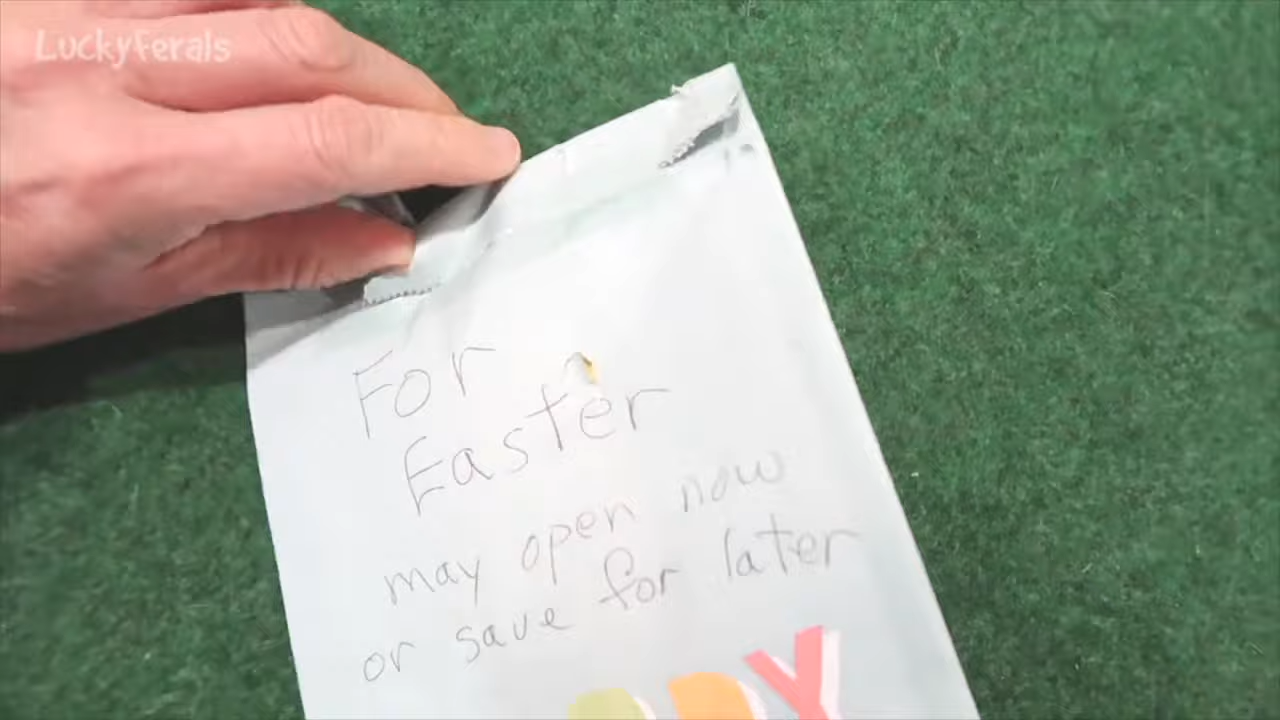 LuckyFerals
For
Easter
may open now
or save for later